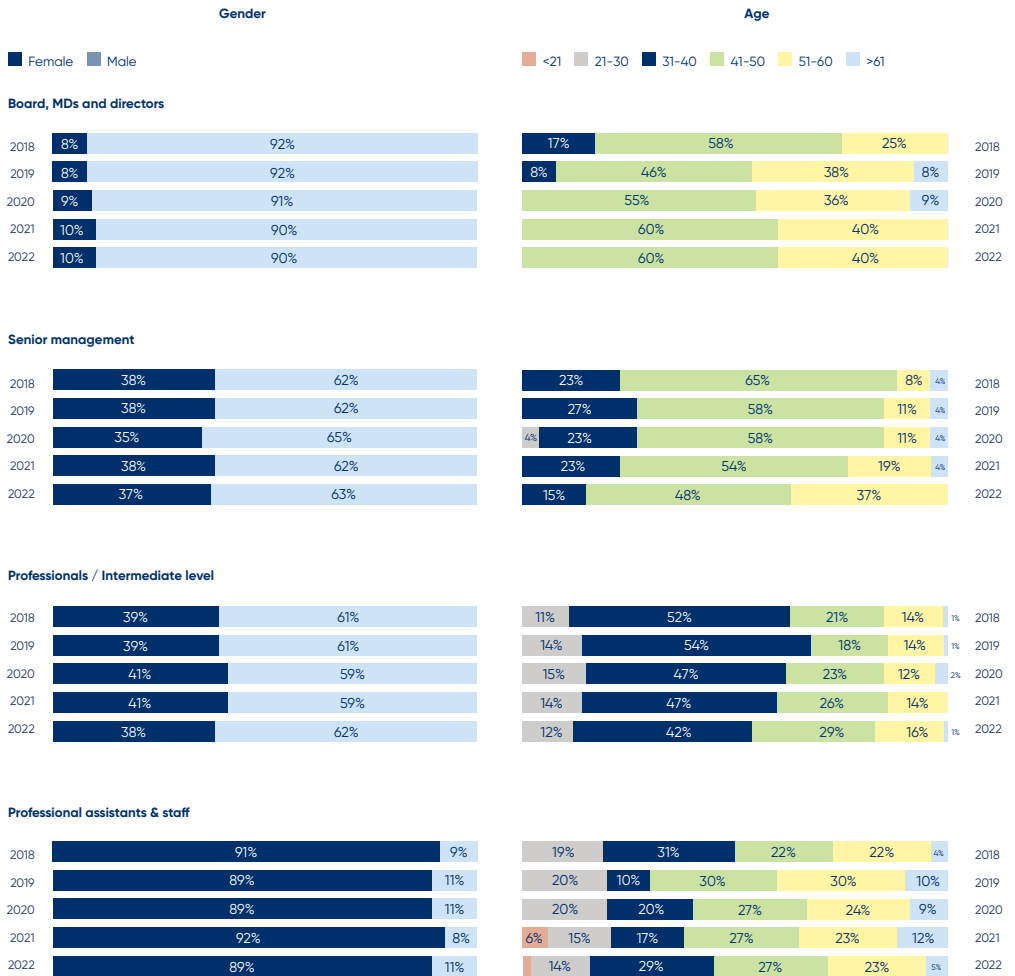 Gender Age
Female Male <21 21-30 31-40 41-50 51-60 >61
Board, MDs and directors
2018 8% 92% 17% 58% 25% 2018
2019 8% 92% 8% 46% 38% 8% 2019
2020 9% 91% 55% 36% 9% 2020
2021 10% 90% 60% 40% 2021
2022 10% 90% 60% 40% 2022
Senior management
2018 38% 62% 23% 65% 8% 4% 2018
2019 38% 62% 27% 58% 11% 4% 2019
2020 35% 65% 4% 23% 58% 11% 4% 2020
2021 38% 62% 23% 54% 19% 4% 2021
2022 37% 63% 15% 48% 37% 2022
Professionals / Intermediate level
2018 39% 61% 11% 52% 21% 14% 1% 2018
2019 39% 61% 14% 54% 18% 14% 1% 2019
2020 41% 59% 15% 47% 23% 12% 2% 2020
2021 41% 59% 14% 47% 26% 14% 2021
2022 38% 62% 12% 42% 29% 16% 1% 2022
Professional assistants & staff
2018 91% 9% 19% 31% 22% 22% 4% 2018
2019 89% 11% 20% 10% 30% 30% 10% 2019
2020 89% 11% 20% 20% 27% 24% 9% 2020
2021 92% 8% 6% 15% 17% 27% 23% 12% 2021
2022 89% 11% 14% 29% 27% 23% 5% 2022